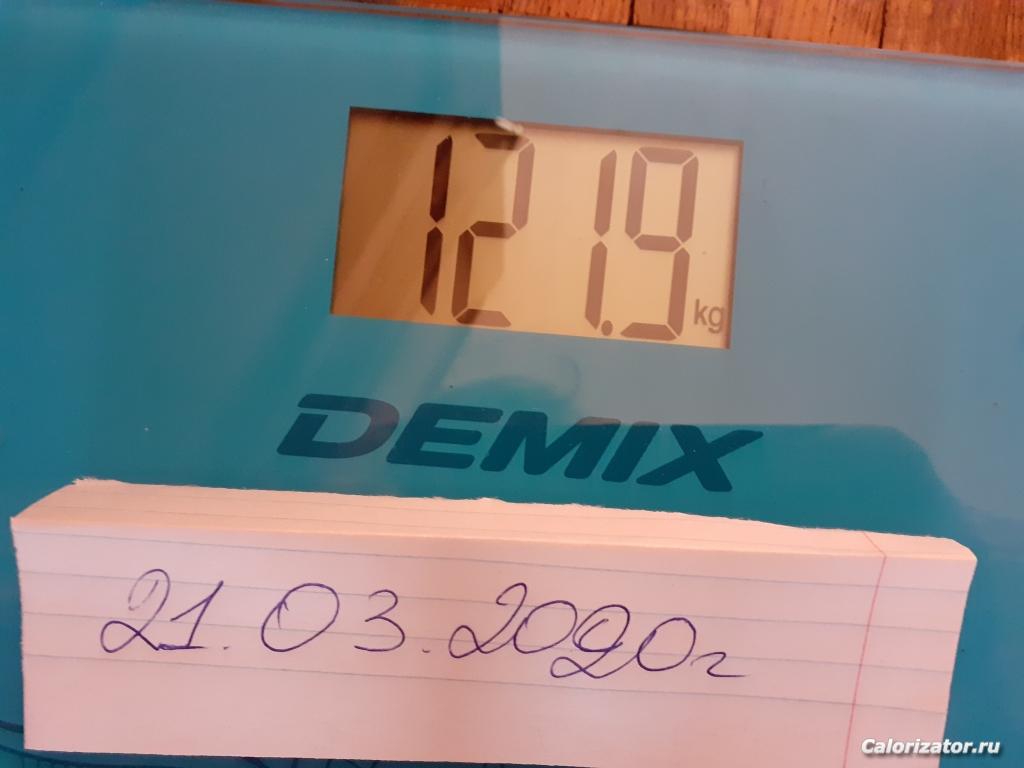 121.9 kg
DEMIX
21.03.2020г
Calorizator.ru